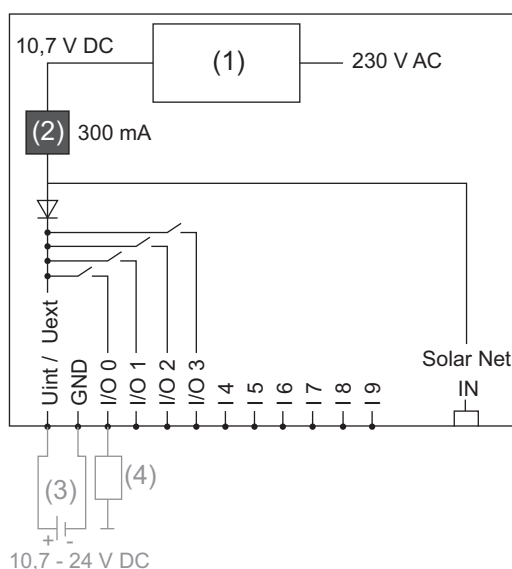 10,7 V DC
(1)
230 V AC
(2)
300 mA
Uint / Uext
GND
I/O 0
I/O 1
I/O 2
I/O 3
I 4
I 5
I 6
I 7
I 8
I 9
Solar Net
IN
(3)
(4)
+ -
10,7 - 24 V DC